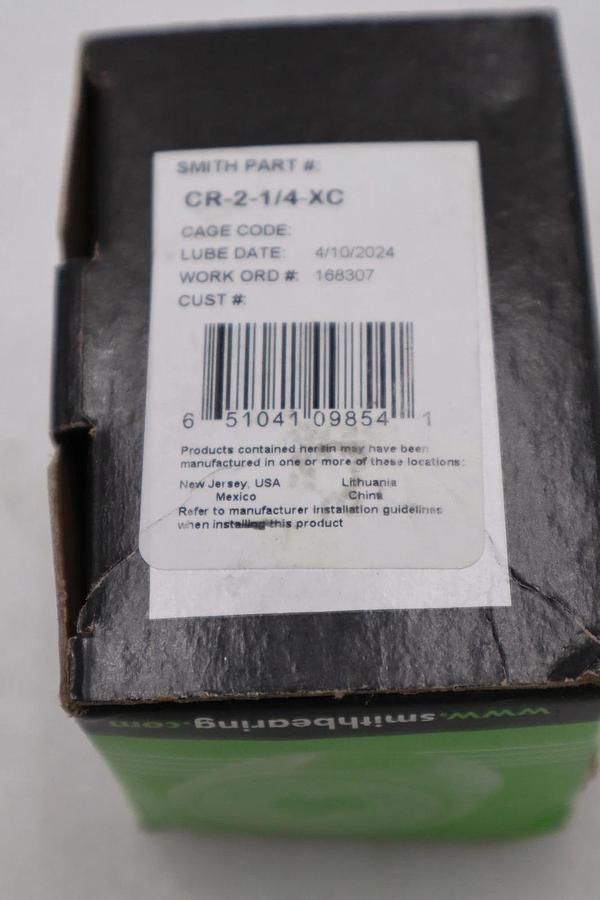 SMITH PART #:
CR-2-1/4-XC
CAGE CODE:
LUBE DATE: 4/10/2024
WORK ORD #: 168307
CUST #:
6 51041 09854 1
Products contained herein may have been
manufactured in one or more of these locations:
New Jersey, USA Lithuania
Mexico China
Refer to manufacturer installation guidelines
when installing this product
www.smithbearing.com